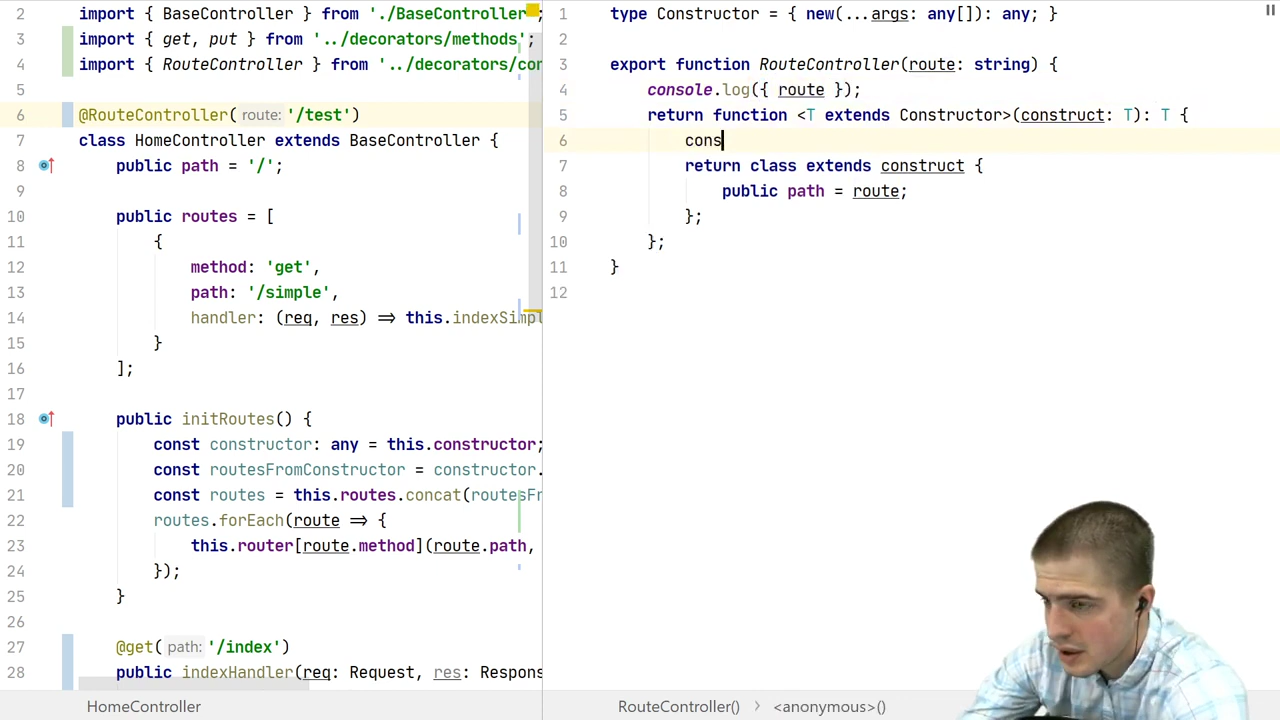 2 import { BaseController } from './BaseController';
3 import { get, put } from '../decorators/methods';
4 import { RouteController } from '../decorators/con
5
6 @RouteController( route: '/test')
7 class HomeController extends BaseController {
8 public path = '/';
9
10 public routes = [
11 {
12 method: 'get',
13 path: '/simple',
14 handler: (req, res) => this.indexSimpl
15 }
16 ];
17
18 public initRoutes() {
19 const constructor: any = this.constructor;
20 const routesFromConstructor = constructor.
21 const routes = this.routes.concat(routesFr
22 routes.forEach(route => {
23 this.router[route.method](route.path,
24 });
25 }
26
27 @get( path: '/index')
28 public indexHandler(req: Request, res: Respons
HomeController
1 type Constructor = { new(...args: any[]): any; }
2
3 export function RouteController(route: string) {
4 console.log({ route });
5 return function <T extends Constructor>(construct: T): T {
6 cons
7 return class extends construct {
8 public path = route;
9 };
10 };
11 }
12
RouteController() > <anonymous>()